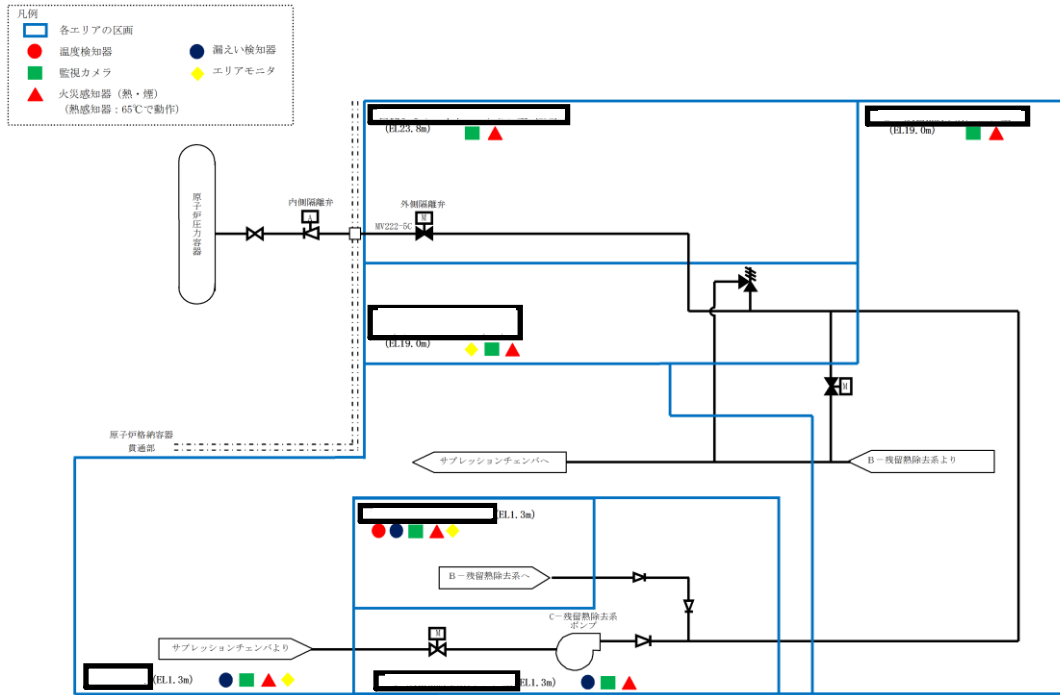 凡例
各エリアの区画
温度検知器
漏えい検知器
監視カメラ
エリアモニタ
火災感知器（熱・煙）
（熱感知器：65℃で動作）
(EL23.8m)
(EL19.0m)
原子炉圧力容器
内側隔離弁
外側隔離弁
A
M
MV222-5C
(EL19.0m)
M
原子炉格納容器
貫通部
サプレッションチェンバへ
B－残留熱除去系より
(EL1.3m)
B－残留熱除去系へ
C－残留熱除去系
ポンプ
M
サプレッションチェンバより
(EL1.3m)
(EL1.3m)